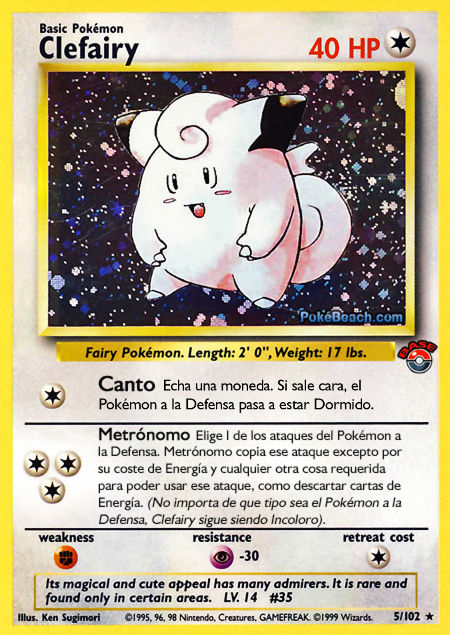 Basic Pokémon
Clefairy
40 HP
PokéBeach.com
Fairy Pokémon. Length: 2' 0", Weight: 17 lbs.
BASE
Canto Echa una moneda. Si sale cara, el
Pokémon a la Defensa pasa a estar Dormido.
Metrónomo Elige l de los ataques del Pokémon a
la Defensa. Metrónomo copia ese ataque excepto por
su coste de Energía y cualquier otra cosa requerida
para poder usar ese ataque, como descartar cartas de
Energía. (No importa de que tipo sea el Pokémon a la
Defensa, Clefairy sigue siendo Incoloro).
weakness resistance retreat cost
-30
Its magical and cute appeal has many admirers. It is rare and
found only in certain areas. LV. 14 #35
Illus. Ken Sugimori ©1995, 96, 98 Nintendo, Creatures, GAMEFREAK. ©1999 Wizards. 5/102 ★